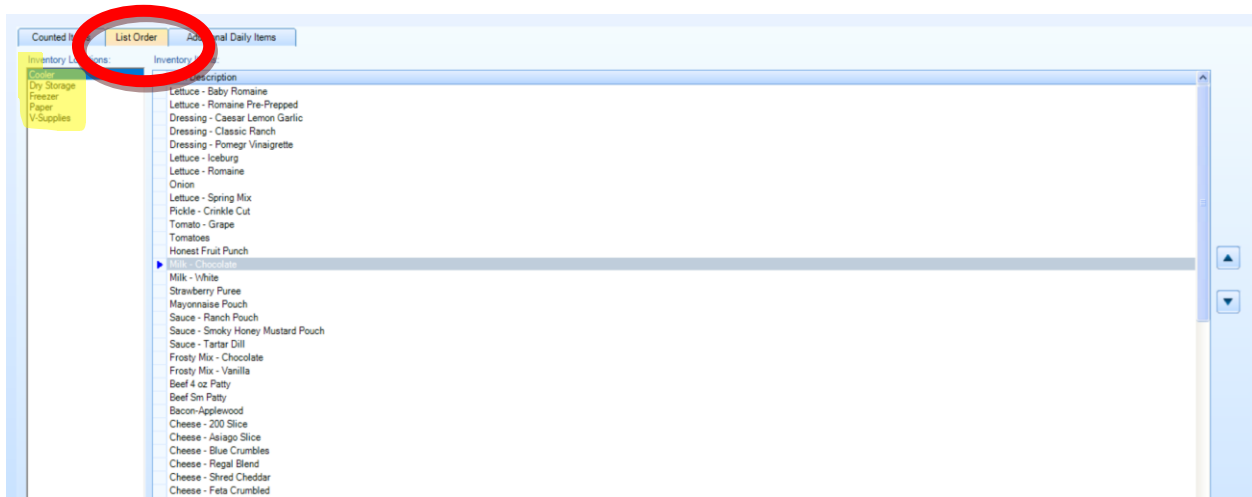 Counted List Order Additional Daily Items
Inventory Locations: Inventory
Cooler
Dry Storage
Freezer
Paper
V-Supplies
Description
Lettuce - Baby Romaine
Lettuce - Romaine Pre-Prepped
Dressing - Caesar Lemon Garlic
Dressing - Classic Ranch
Dressing - Pomegr Vinaigrette
Lettuce - Iceburg
Lettuce - Romaine
Onion
Lettuce - Spring Mix
Pickle - Crinkle Cut
Tomato - Grape
Tomatoes
Honest Fruit Punch
Milk - Chocolate
Milk - White
Strawberry Puree
Mayonnaise Pouch
Sauce - Ranch Pouch
Sauce - Smoky Honey Mustard Pouch
Sauce - Tartar Dill
Frosty Mix - Chocolate
Frosty Mix - Vanilla
Beef 4 oz Patty
Beef Sm Patty
Bacon-Applewood
Cheese - 200 Slice
Cheese - Asiago Slice
Cheese - Blue Crumbles
Cheese - Regal Blend
Cheese - Shred Cheddar
Cheese - Feta Crumbled